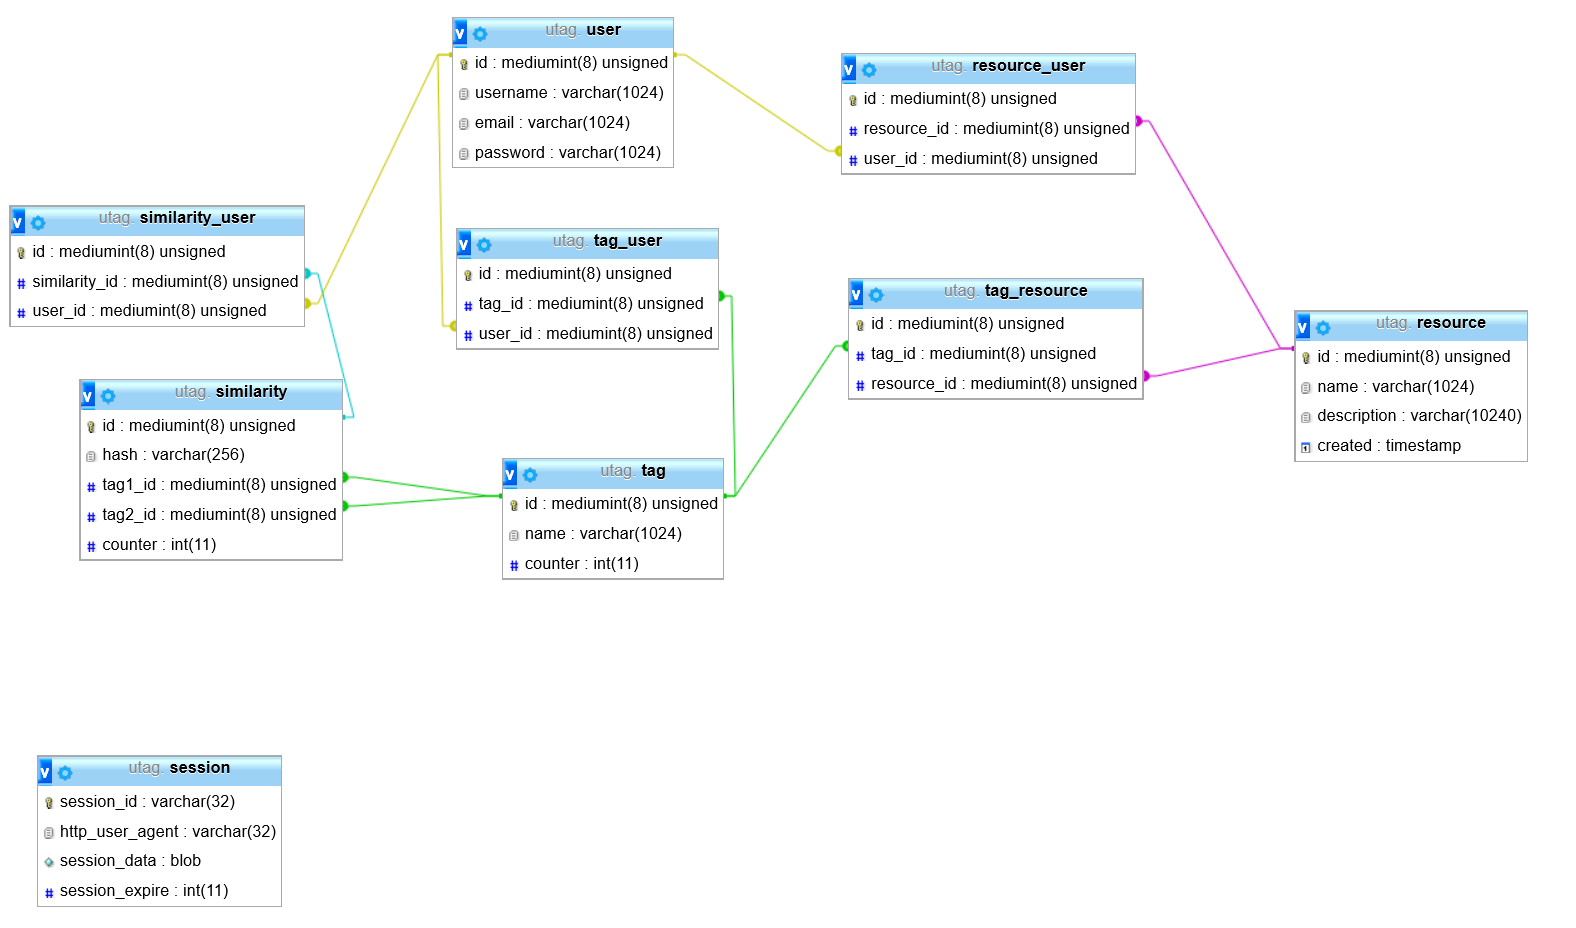 utag. user
id : mediumint(8) unsigned
username : varchar(1024)
email : varchar(1024)
password : varchar(1024)
utag. resource_user
id : mediumint(8) unsigned
resource_id : mediumint(8) unsigned
user_id : mediumint(8) unsigned
utag. similarity_user
id : mediumint(8) unsigned
similarity_id : mediumint(8) unsigned
user_id : mediumint(8) unsigned
utag. tag_user
id : mediumint(8) unsigned
tag_id : mediumint(8) unsigned
user_id : mediumint(8) unsigned
utag. tag_resource
id : mediumint(8) unsigned
tag_id : mediumint(8) unsigned
resource_id : mediumint(8) unsigned
utag. resource
id : mediumint(8) unsigned
name : varchar(1024)
description : varchar(10240)
created : timestamp
utag. similarity
id : mediumint(8) unsigned
hash : varchar(256)
tag1_id : mediumint(8) unsigned
tag2_id : mediumint(8) unsigned
counter : int(11)
utag. tag
id : mediumint(8) unsigned
name : varchar(1024)
counter : int(11)
utag. session
session_id : varchar(32)
http_user_agent : varchar(32)
session_data : blob
session_expire : int(11)